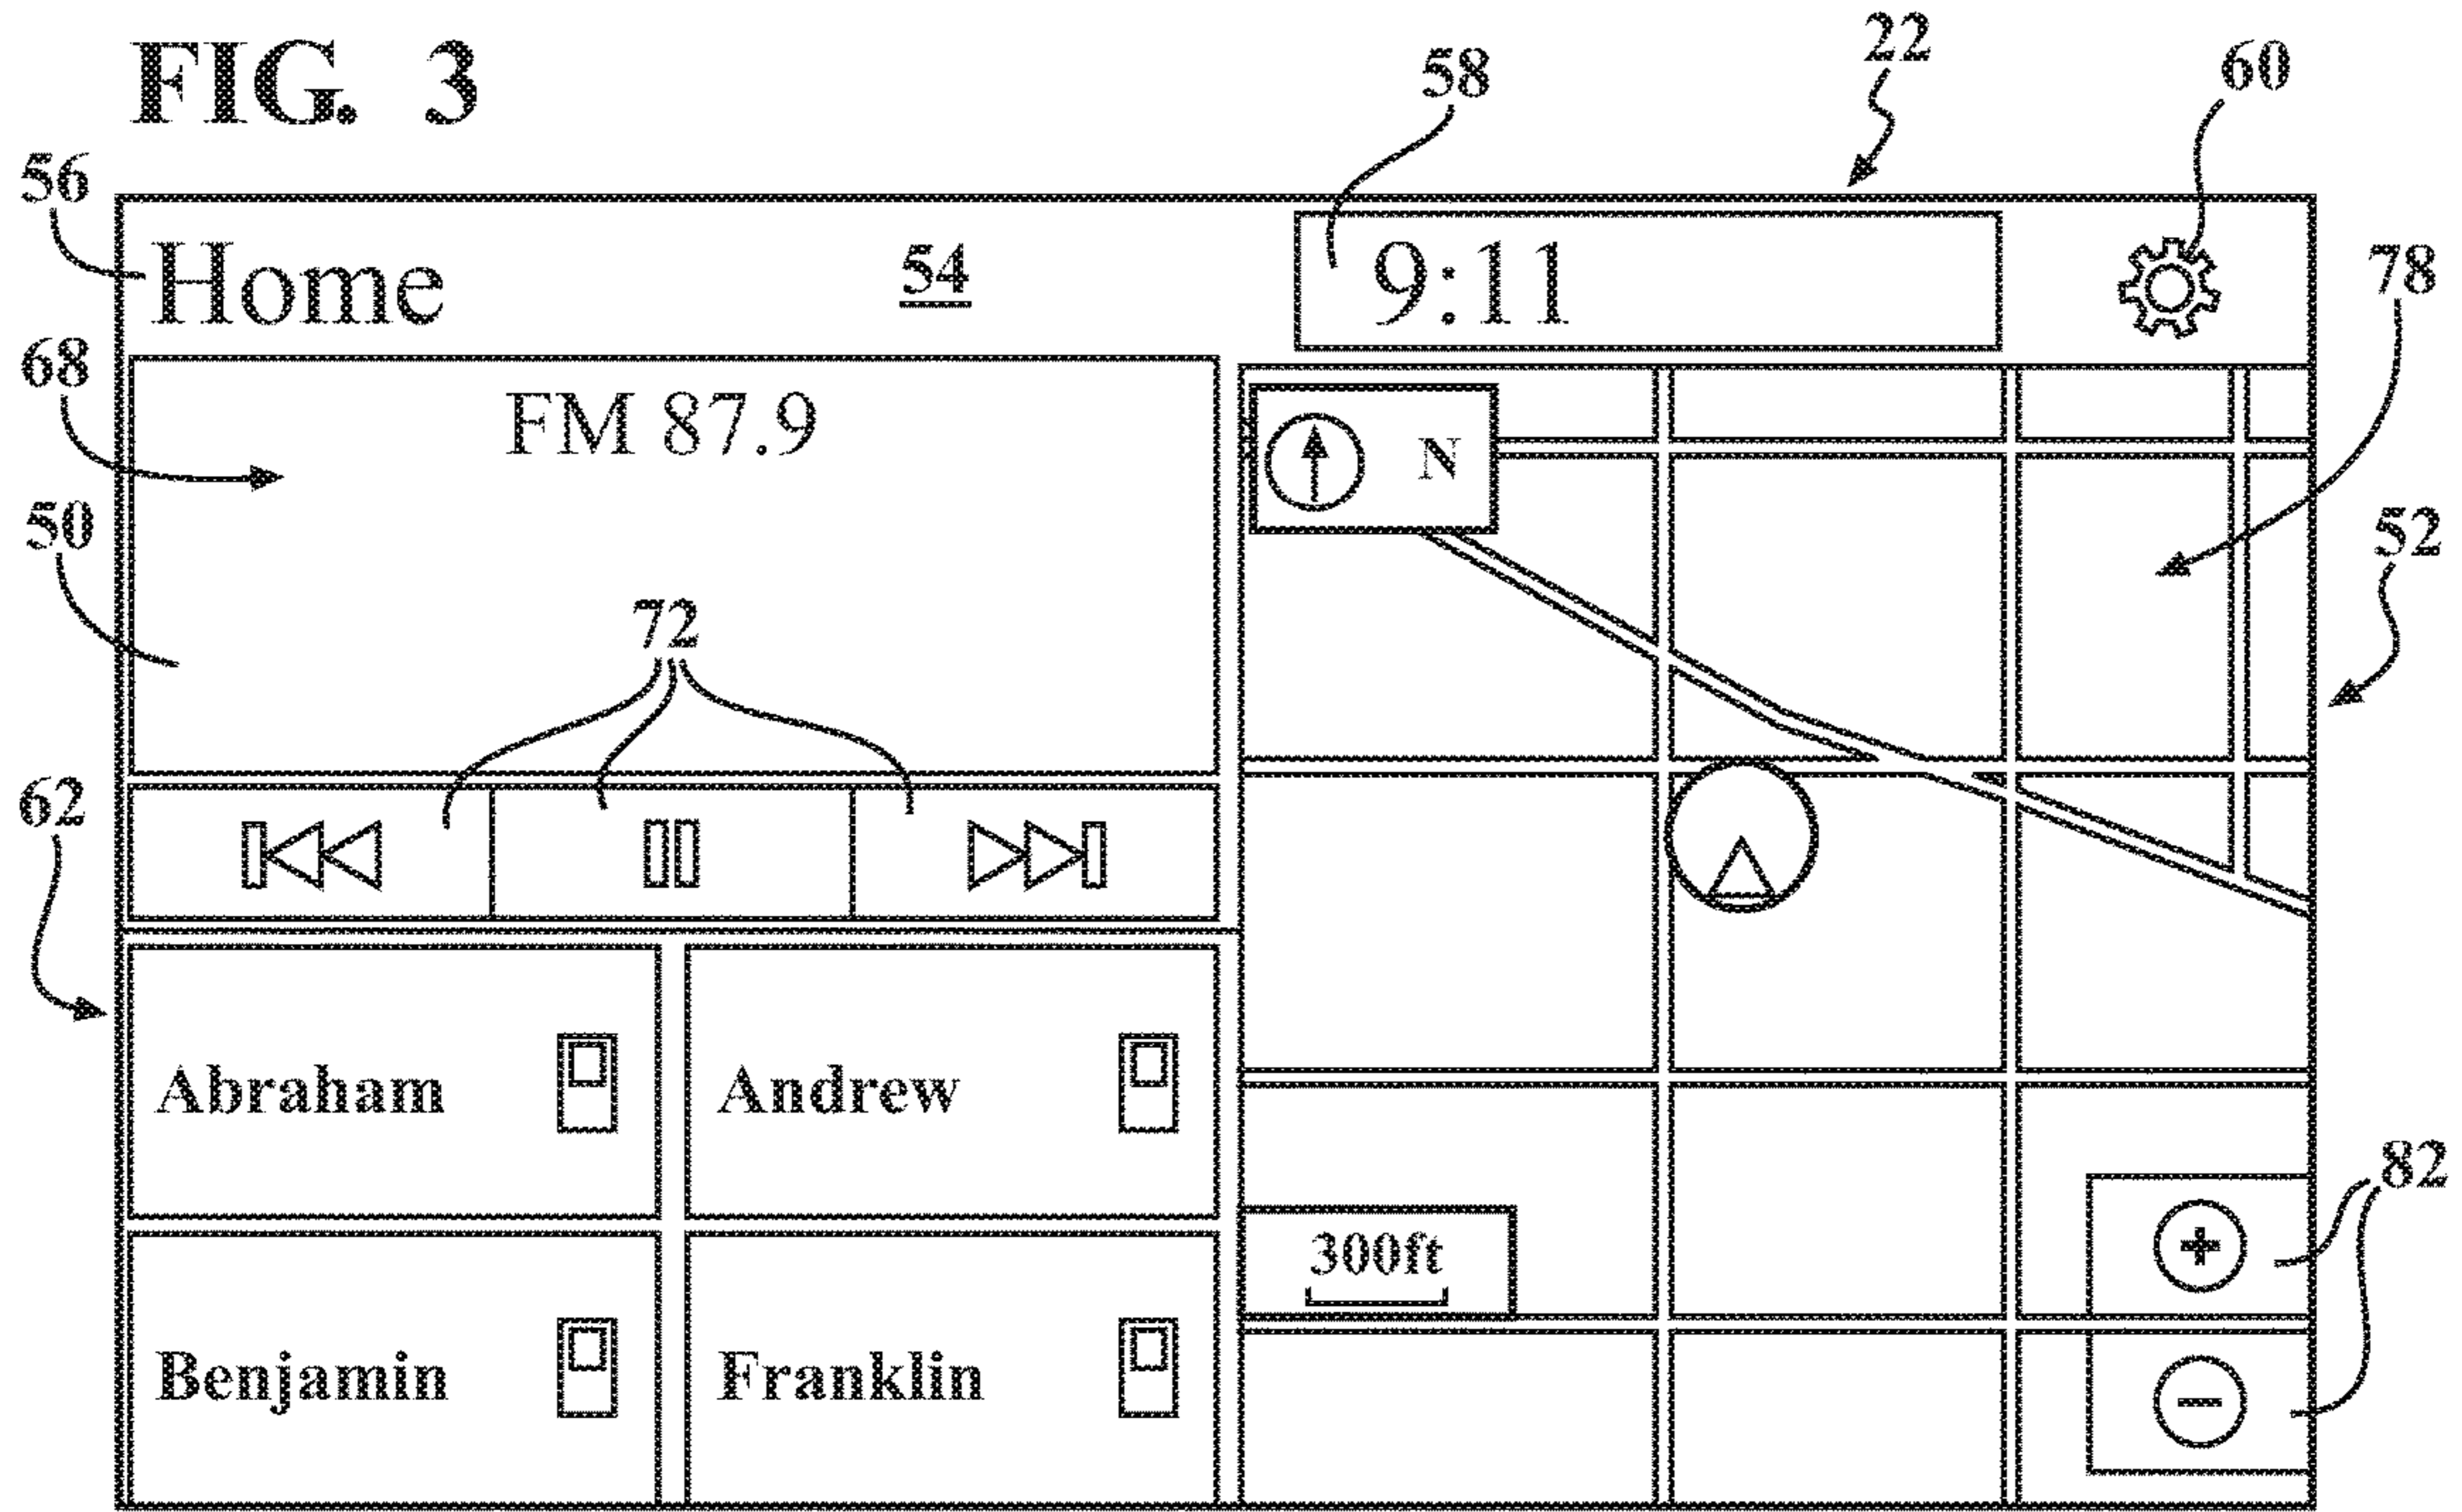 FIG. 3
22
58
60
56
Home
54
9:11
78
68
FM 87.9
N
50
52
72
62
Abraham
Andrew
82
300ft
Benjamin
Franklin